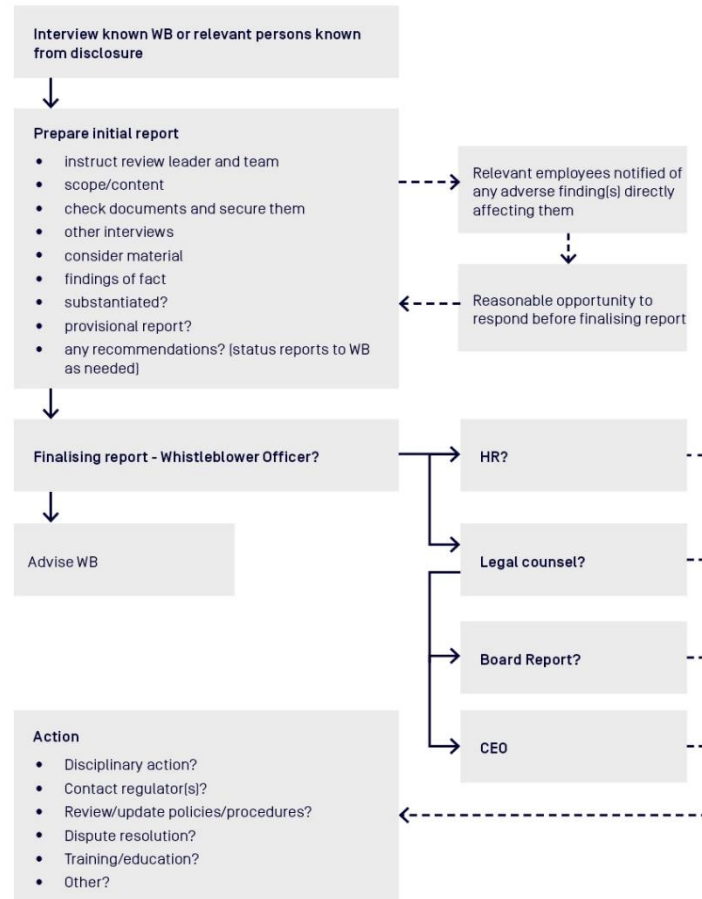 Interview known WB or relevant persons known
from disclosure
Prepare initial report
• instruct review leader and team
• scope/content
• check documents and secure them
• other interviews
• consider material
• findings of fact
• substantiated?
• provisional report?
• any recommendations? (status reports to WB
as needed)
Relevant employees notified of
any adverse finding(s) directly
affecting them
Reasonable opportunity to
respond before finalising report
Finalising report - Whistleblower Officer?
HR?
Advise WB
Legal counsel?
Board Report?
CEO
Action
• Disciplinary action?
• Contact regulator(s)?
• Review/update policies/procedures?
• Dispute resolution?
• Training/education?
• Other?